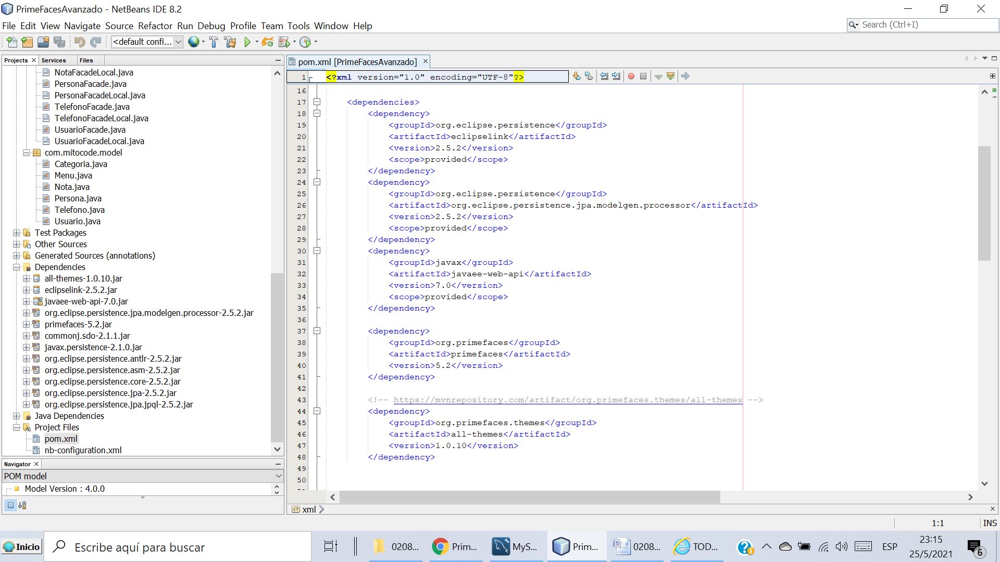 PrimeFacesAvanzado - NetBeans IDE 8.2
File Edit View Navigate Source Refactor Run Debug Profile Team Tools Window Help
Search (Ctrl+I)
<default confi...
Projects
Services
Files
NotaFacadeLocal.java
PersonaFacade.java
PersonaFacadeLocal.java
TelefonoFacade.java
TelefonoFacadeLocal.java
UsuarioFacade.java
UsuarioFacadeLocal.java
com.mitocode.model
Categoria.java
Menu.java
Nota.java
Persona.java
Telefono.java
Usuario.java
Test Packages
Other Sources
Generated Sources (annotations)
Dependencies
all-themes-1.0.10.jar
eclipselink-2.5.2.jar
javaee-web-api-7.0.jar
org.eclipse.persistence.jpa.modelgen.processor-2.5.2.jar
primefaces-5.2.jar
commonj.sdo-2.1.1.jar
javax.persistence-2.1.0.jar
org.eclipse.persistence.antlr-2.5.2.jar
org.eclipse.persistence.asm-2.5.2.jar
org.eclipse.persistence.core-2.5.2.jar
org.eclipse.persistence.jpa-2.5.2.jar
org.eclipse.persistence.jpa.jpql-2.5.2.jar
Java Dependencies
Project Files
pom.xml
nb-configuration.xml
Navigator
POM model
Model Version : 4.0.0
pom.xml [PrimeFacesAvanzado]
1 <?xml version="1.0" encoding="UTF-8"?>
16
17 <dependencies>
18 <dependency>
19 <groupId>org.eclipse.persistence</groupId>
20 <artifactId>eclipselink</artifactId>
21 <version>2.5.2</version>
22 <scope>provided</scope>
23 </dependency>
24 <dependency>
25 <groupId>org.eclipse.persistence</groupId>
26 <artifactId>org.eclipse.persistence.jpa.modelgen.processor</artifactId>
27 <version>2.5.2</version>
28 <scope>provided</scope>
29 </dependency>
30 <dependency>
31 <groupId>javax</groupId>
32 <artifactId>javaee-web-api</artifactId>
33 <version>7.0</version>
34 <scope>provided</scope>
35 </dependency>
36
37 <dependency>
38 <groupId>org.primefaces</groupId>
39 <artifactId>primefaces</artifactId>
40 <version>5.2</version>
41 </dependency>
42
43 <!-- https://mvnrepository.com/artifact/org.primefaces.themes/all-themes -->
44 <dependency>
45 <groupId>org.primefaces.themes</groupId>
46 <artifactId>all-themes</artifactId>
47 <version>1.0.10</version>
48 </dependency>
49
50
xml
1:1
INS
Inicio
Escribe aquí para buscar
0208...
Prim...
MyS...
Prim...
0208...
TOD...
ESP
23:15
25/5/2021
6